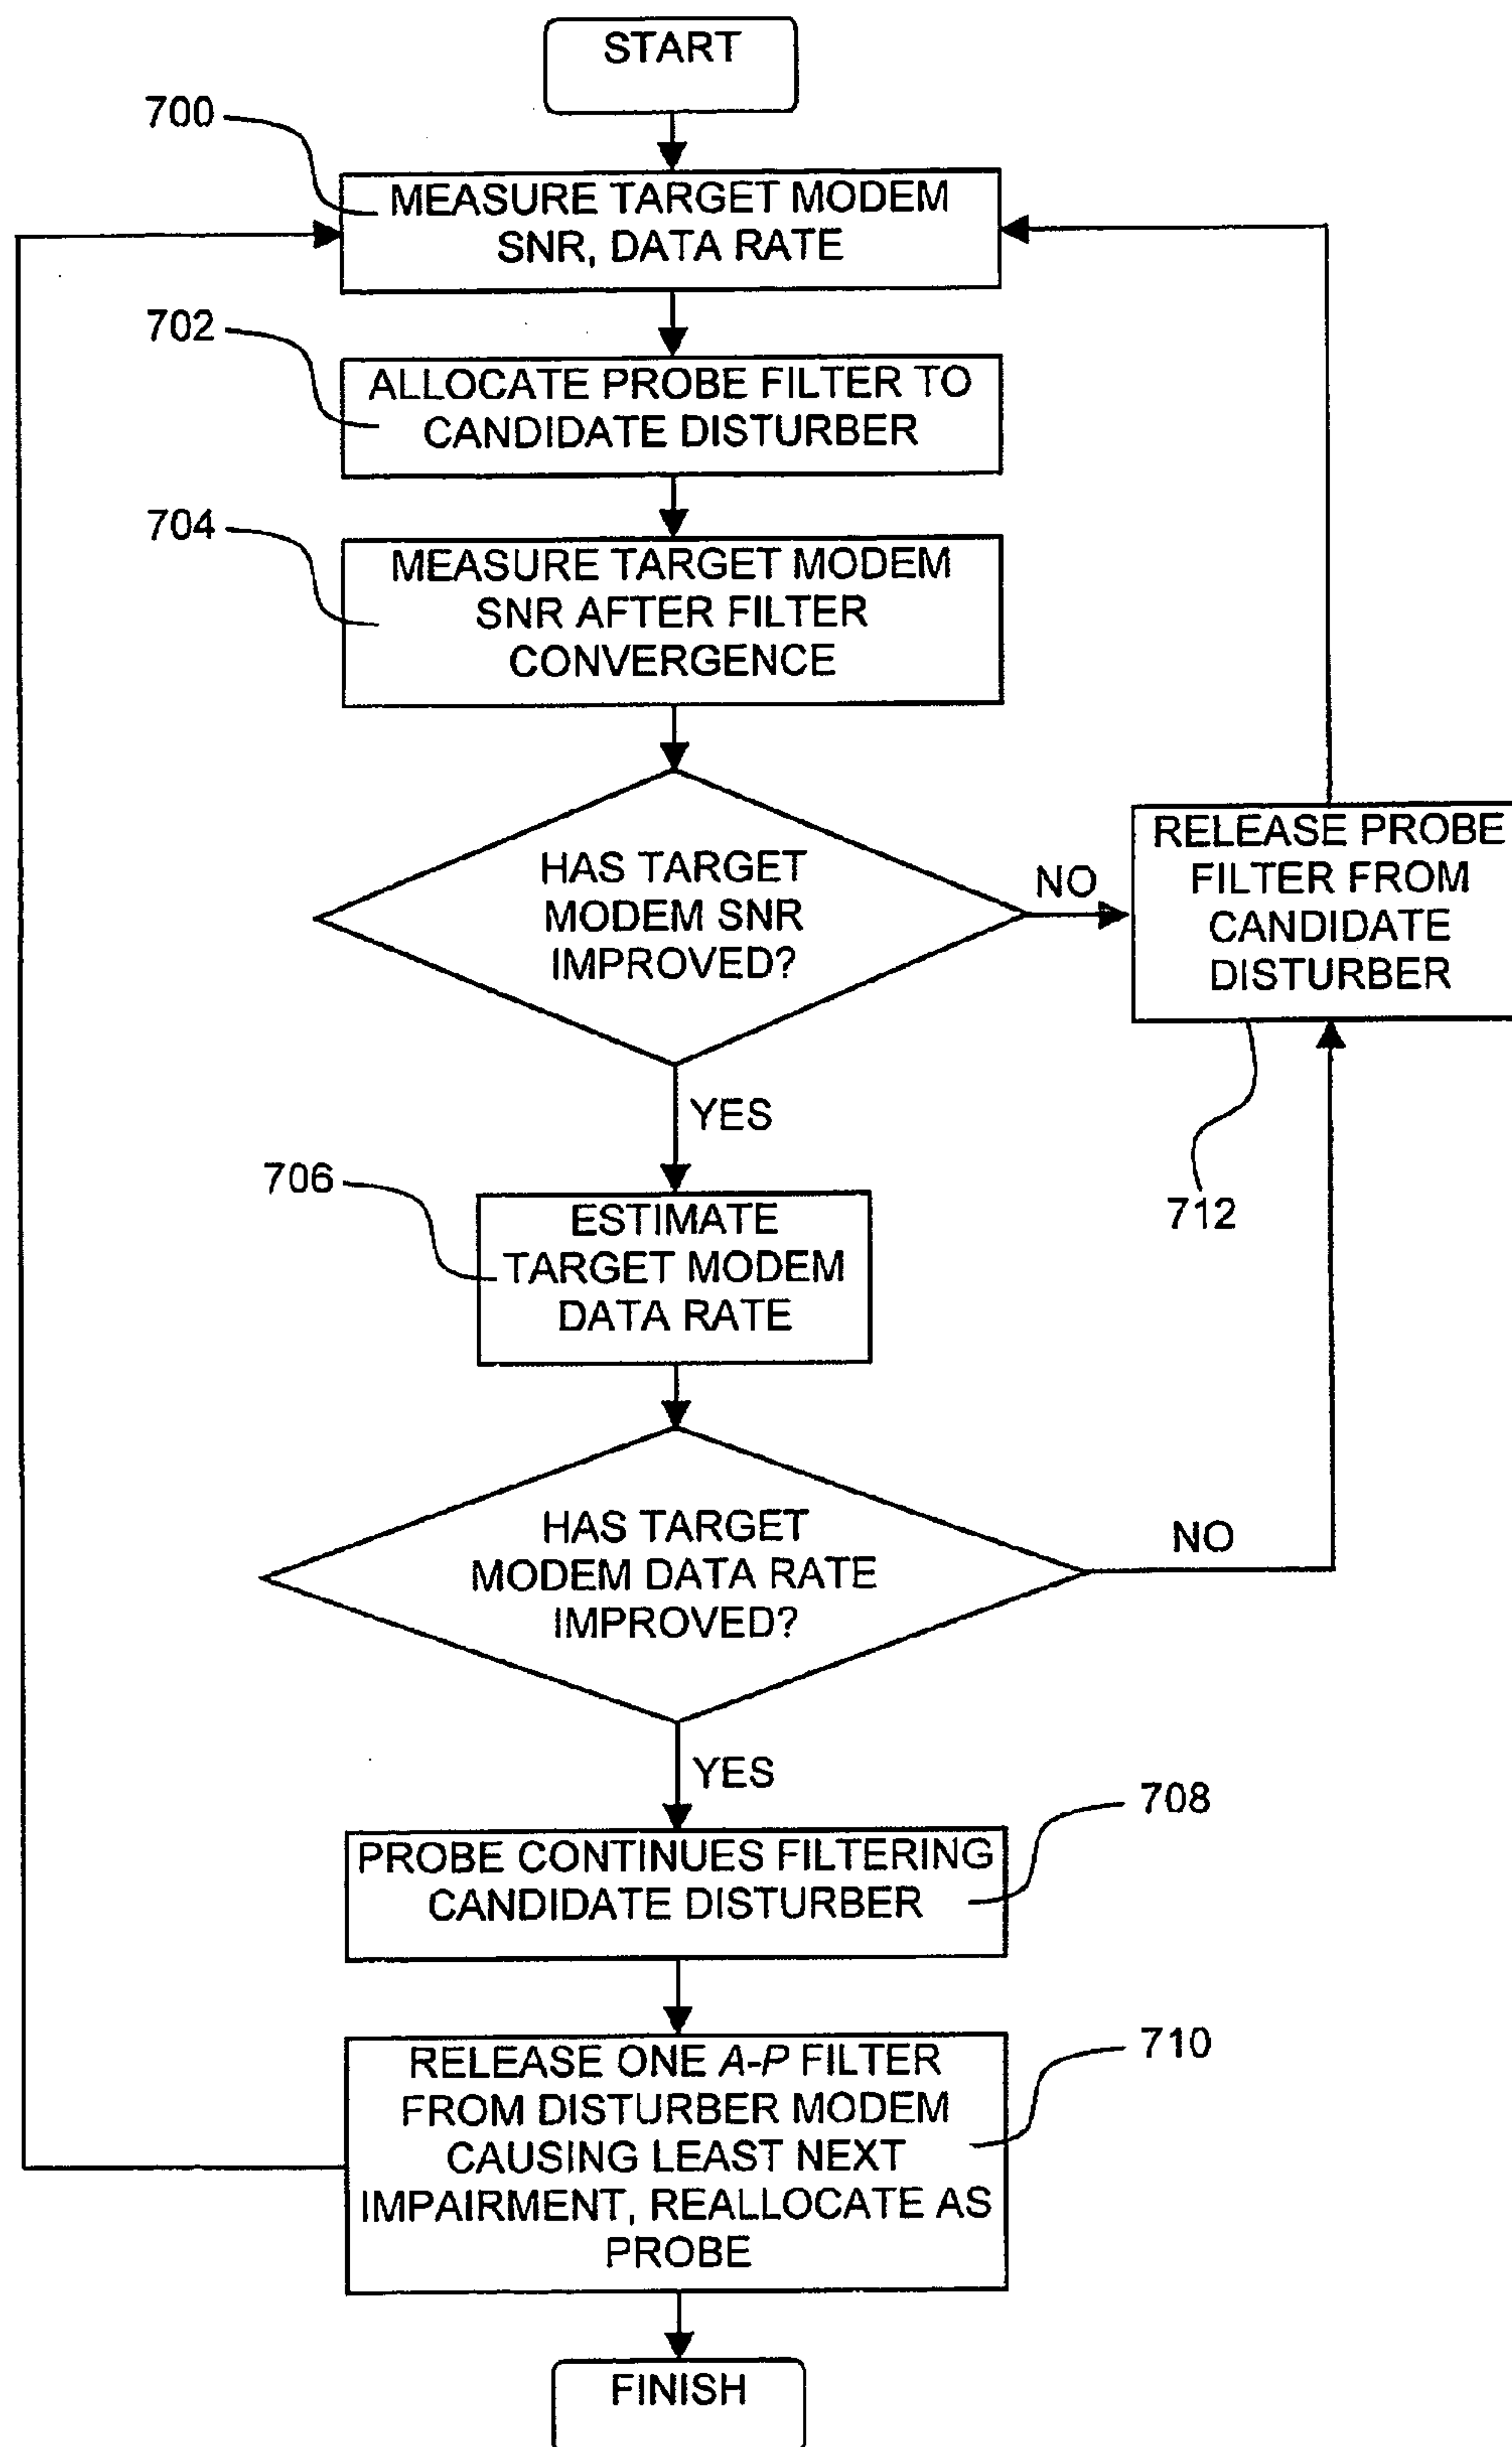 START
700
MEASURE TARGET MODEM
SNR, DATA RATE
702
ALLOCATE PROBE FILTER TO
CANDIDATE DISTURBER
704
MEASURE TARGET MODEM
SNR AFTER FILTER
CONVERGENCE
HAS TARGET
MODEM SNR
IMPROVED?
NO
RELEASE PROBE
FILTER FROM
CANDIDATE
DISTURBER
712
YES
706
ESTIMATE
TARGET MODEM
DATA RATE
HAS TARGET
MODEM DATA RATE
IMPROVED?
NO
YES
708
PROBE CONTINUES FILTERING
CANDIDATE DISTURBER
710
RELEASE ONE A-P FILTER
FROM DISTURBER MODEM
CAUSING LEAST NEXT
IMPAIRMENT, REALLOCATE AS
PROBE
FINISH